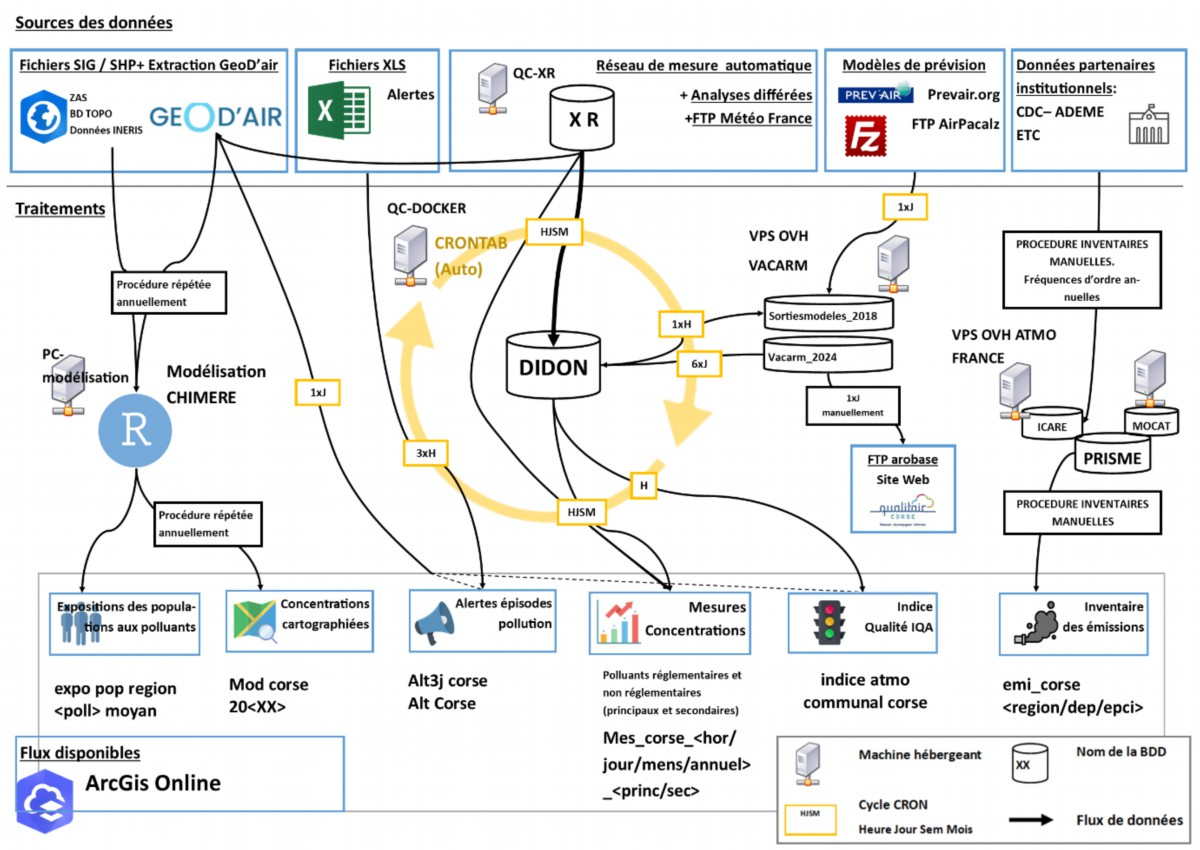 Sources des données
Fichiers SIG / SHP+ Extraction GeoD'air
ZAS
BD TOPO
Données INERIS
GEOD'AIR
Fichiers XLS
X
Alertes
QC-XR
X R
Réseau de mesure automatique
+ Analyses différées
+FTP Météo France
Modèles de prévision
PREV'AIR
Prevair.org
Fz
FTP AirPacalz
Données partenaires
institutionnels:
CDC– ADEME
ETC
Traitements
QC-DOCKER
CRONTAB
(Auto)
HJSM
1xJ
VPS OVH
VACARM
PROCEDURE INVENTAIRES
MANUELLES.
Fréquences d'ordre an-
nuelles
Procédure répétée
annuellement
Sortiesmodeles_2018
1xH
Vacarm_2024
6xJ
DIDON
VPS OVH ATMO
FRANCE
PC-
modélisation
Modélisation
CHIMERE
R
1xJ
1xJ
manuellement
ICARE
MOCAT
PRISME
3xH
FTP arobase
Site Web
qualitair
CORSE
H
HJSM
Procédure répétée
annuellement
PROCEDURE INVENTAIRES
MANUELLES
Expositions des popula-
tions aux polluants
Concentrations
cartographiées
Alertes épisodes
pollution
Mesures
Concentrations
Indice
Qualité IQA
Inventaire
des émissions
expo pop region
<poll> moyan
Mod corse
20<XX>
Alt3j corse
Alt Corse
Polluants réglementaires et
non réglementaires
(principaux et secondaires)
Mes_corse_<hor/
jour/mens/annuel>
_<princ/sec>
indice atmo
communal corse
emi_corse
<region/dep/epci>
Flux disponibles
ArcGis Online
Machine hébergeant
XX
Nom de la BDD
HJSM
Cycle CRON
Heure Jour Sem Mois
Flux de données